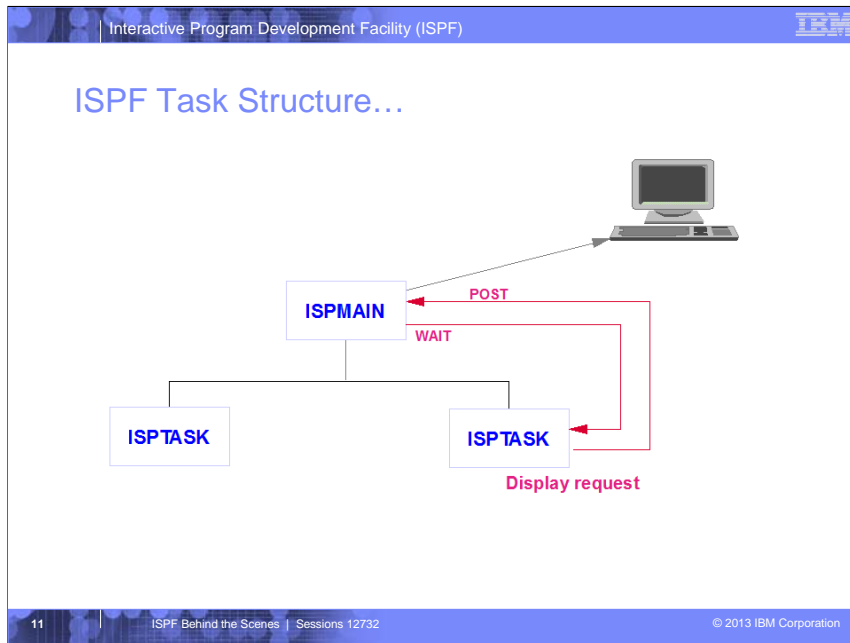 Interactive Program Development Facility (ISPF)
IBM
ISPF Task Structure…
POST
ISPMAIN
WAIT
ISPTASK
ISPTASK
Display request
11
ISPF Behind the Scenes | Sessions 12732
© 2013 IBM Corporation